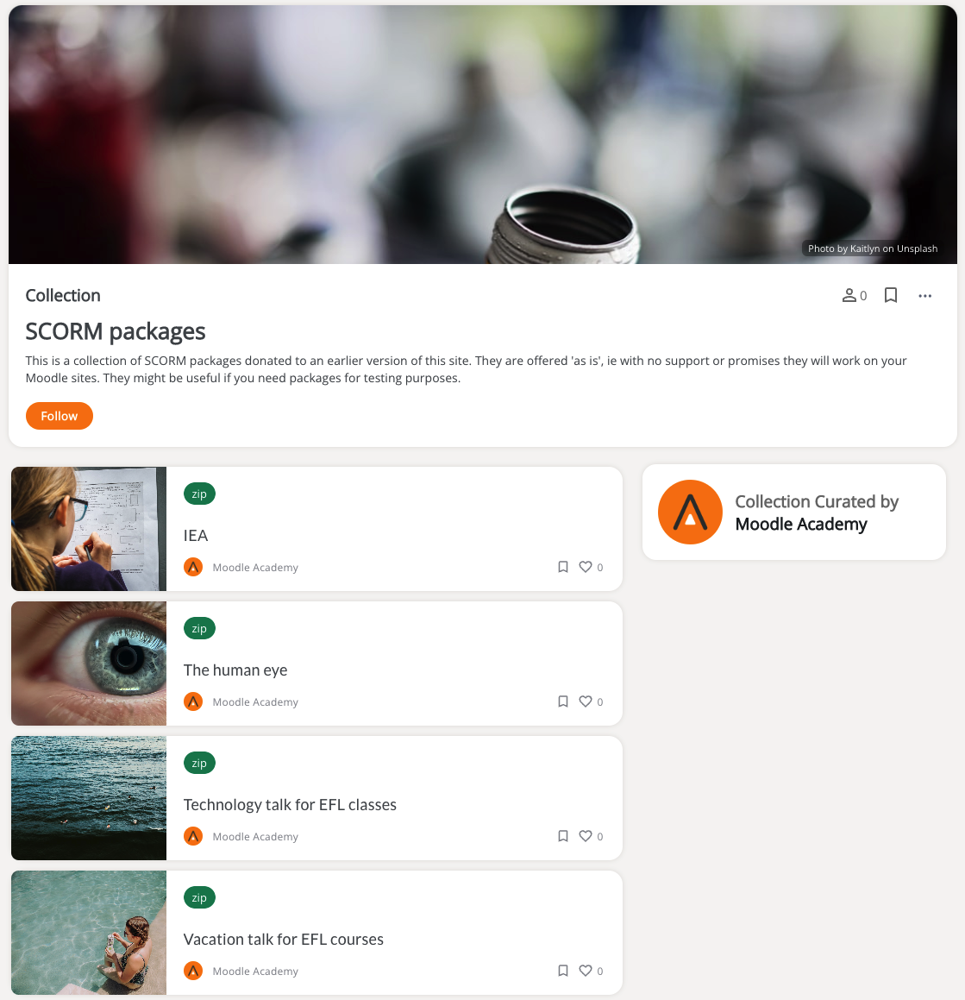 Photo by Kaitlyn on Unsplash
Collection
0
SCORM packages
This is a collection of SCORM packages donated to an earlier version of this site. They are offered 'as is', ie with no support or promises they will work on your
Moodle sites. They might be useful if you need packages for testing purposes.
Follow
zip
IEA
Moodle Academy
0
zip
The human eye
Moodle Academy
0
zip
Technology talk for EFL classes
Moodle Academy
0
zip
Vacation talk for EFL courses
Moodle Academy
0
Collection Curated by
Moodle Academy